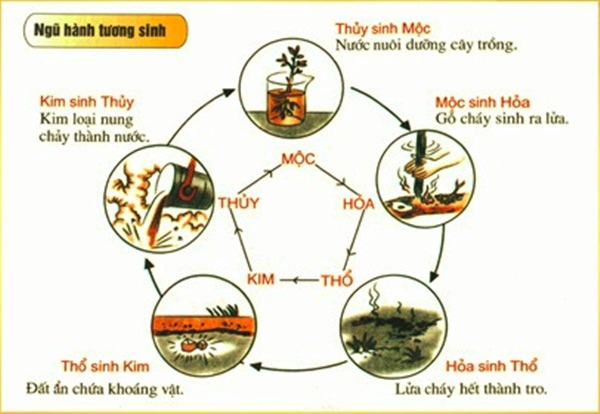 Ngũ hành tương sinh
Thủy sinh Mộc
Nước nuôi dưỡng cây trồng.
Kim sinh Thủy
Kim loại nung
chảy thành nước.
Mộc sinh Hỏa
Gỗ cháy sinh ra lửa.
MỘC
THỦY
HỎA
KIM
THỔ
Thổ sinh Kim
Đất ẩn chứa khoáng vật.
Hỏa sinh Thổ
Lửa cháy hết thành tro.